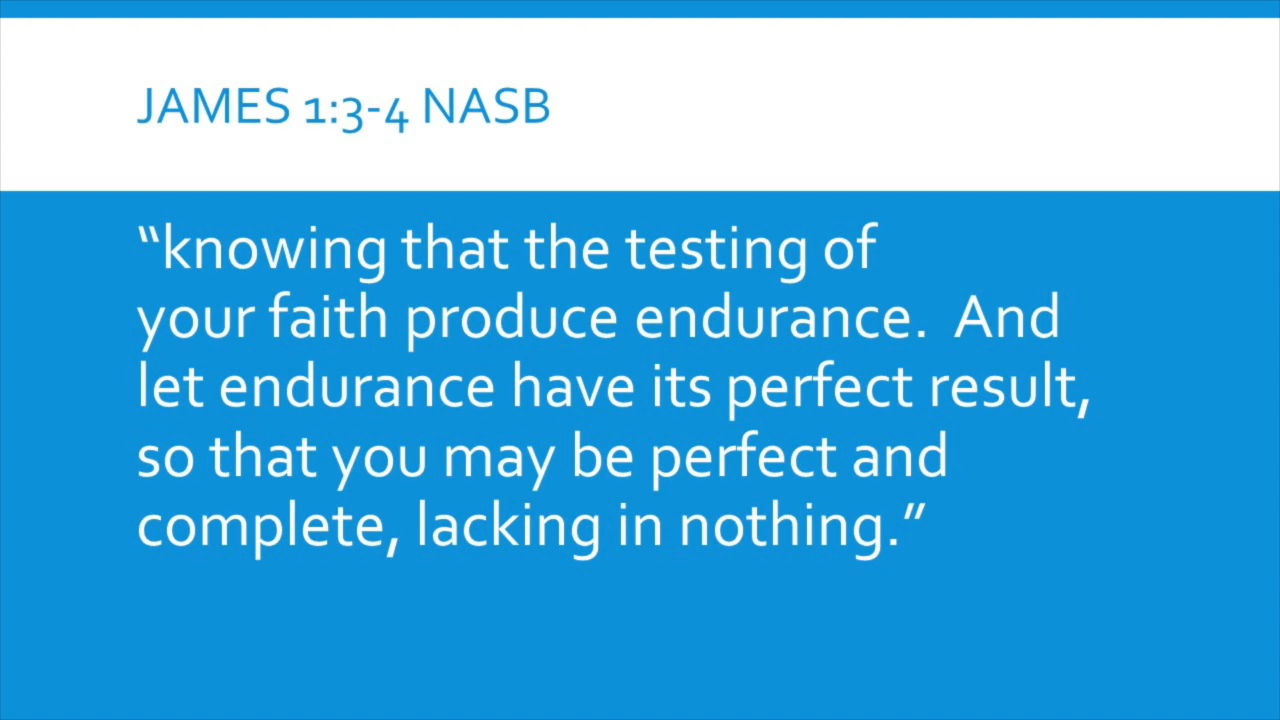 JAMES 1:3-4 NASB
“knowing that the testing of
your faith produce endurance.  And
let endurance have its perfect result,
so that you may be perfect and
complete, lacking in nothing.”